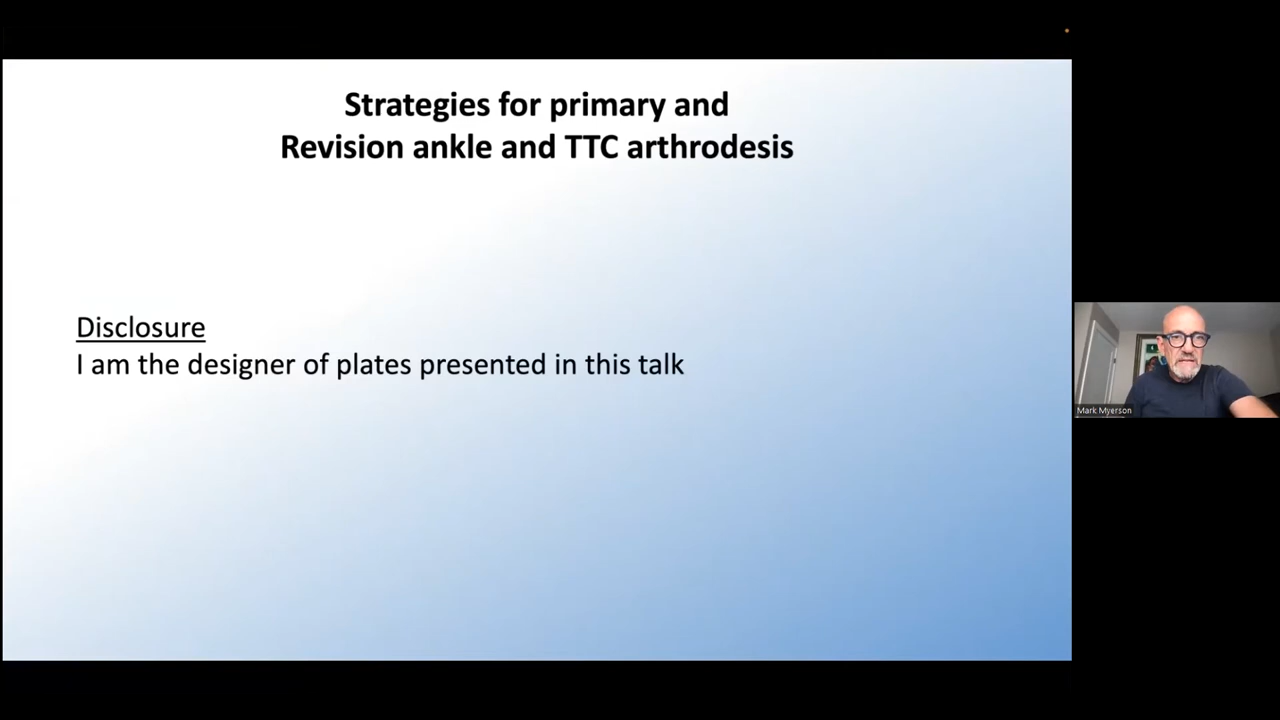 Strategies for primary and
Revision ankle and TTC arthrodesis
Disclosure
I am the designer of plates presented in this talk
Mark Myerson